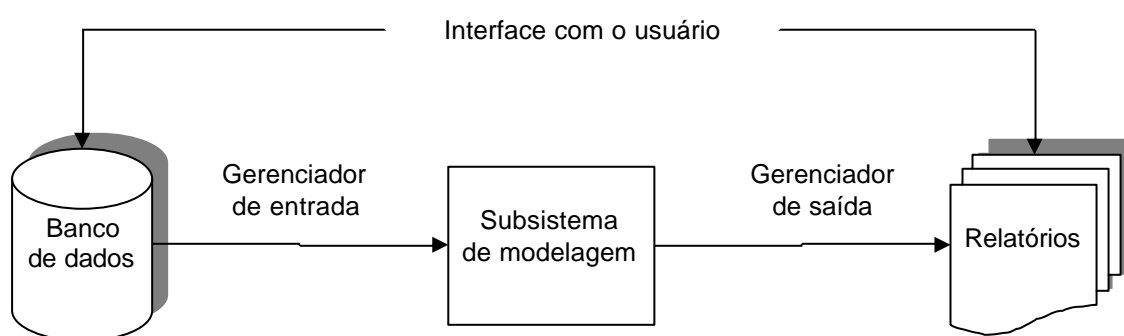 Interface com o usuário
Gerenciador
de entrada
Gerenciador
de saída
Banco
de dados
Subsistema
de modelagem
Relatórios